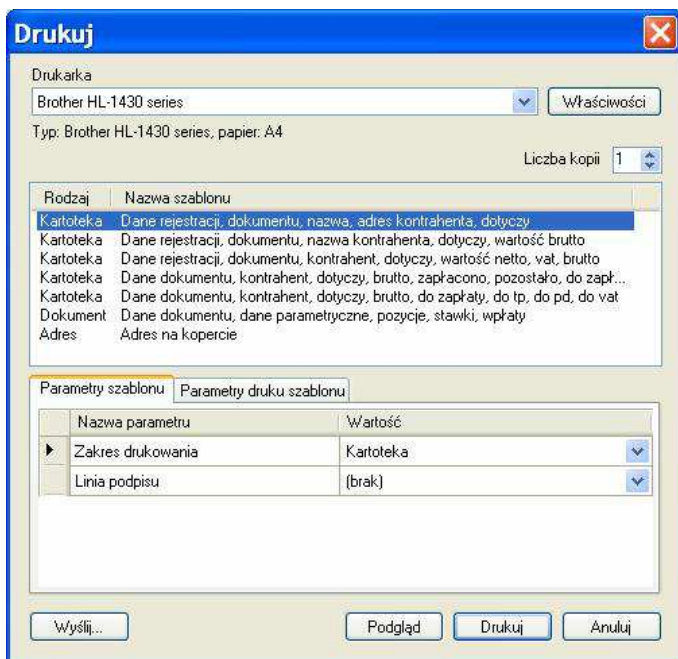 Drukuj
Drukarka
Brother HL-1430 series
Właściwości
Typ: Brother HL-1430 series, papier: A4
Liczba kopii 1
Rodzaj Nazwa szablonu
Kartoteka Dane rejestracji, dokumentu, nazwa, adres kontrahenta, dotyczy
Kartoteka Dane rejestracji, dokumentu, nazwa kontrahenta, dotyczy, wartość brutto
Kartoteka Dane rejestracji, dokumentu, kontrahent, dotyczy, wartość netto, vat, brutto
Kartoteka Dane dokumentu, kontrahent, dotyczy, brutto, zapłacono, pozostało, do zapł...
Kartoteka Dane dokumentu, kontrahent, dotyczy, brutto, do zapłaty, do tp, do pd, do vat
Dokument Dane dokumentu, dane parametryczne, pozycje, stawki, wpłaty
Adres Adres na kopercie
Parametry szablonu Parametry druku szablonu
Nazwa parametru Wartość
Zakres drukowania Kartoteka
Linia podpisu (brak)
Wyślij... Podgląd Drukuj Anuluj